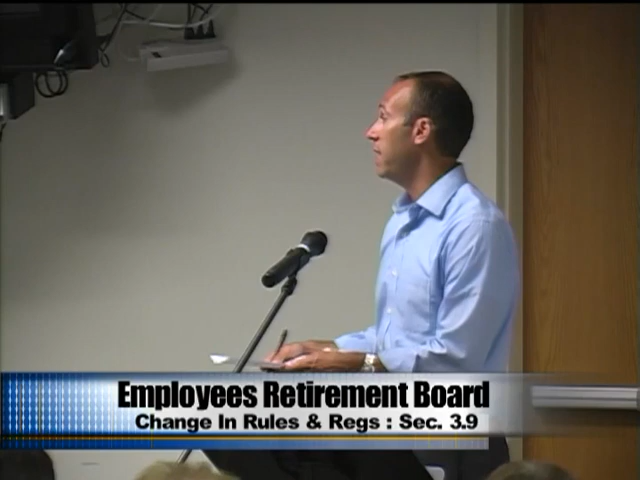 Employees Retirement Board
Change In Rules & Regs : Sec. 3.9